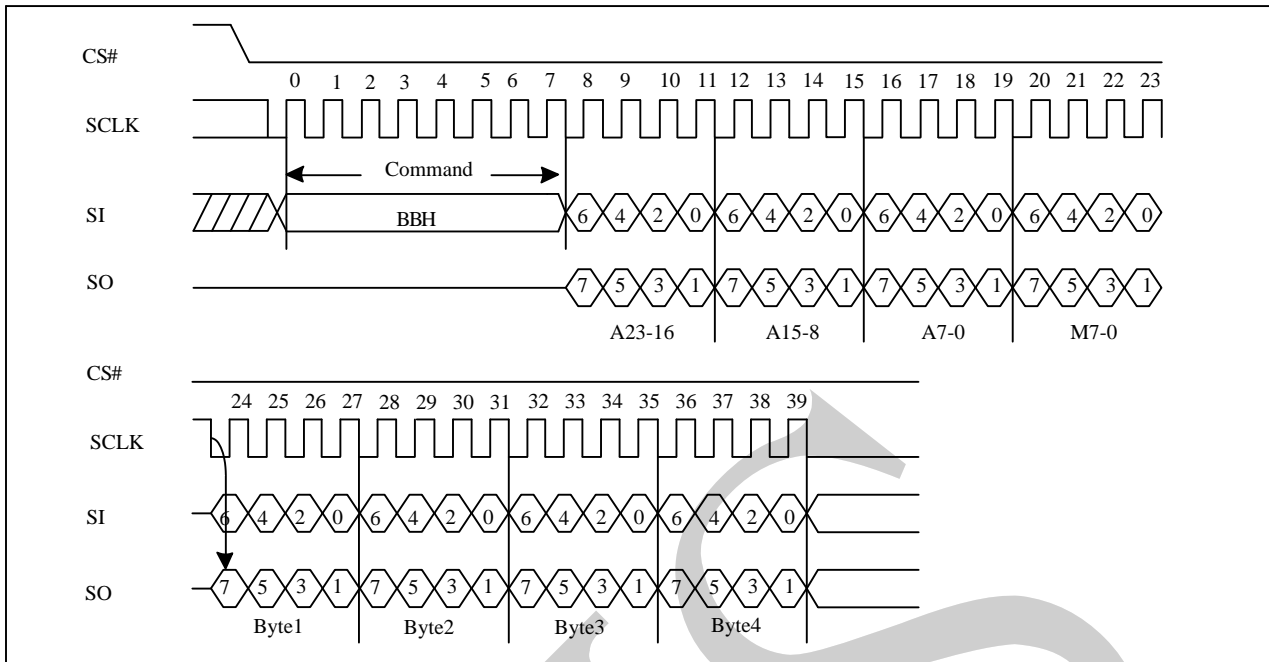 CS#
0 1 2 3 4 5 6 7 8 9 10 11 12 13 14 15 16 17 18 19 20 21 22 23
SCLK
Command
SI BBH 6 4 2 0 6 4 2 0 6 4 2 0 6 4 2 0
SO 7 5 3 1 7 5 3 1 7 5 3 1 7 5 3 1
A23-16 A15-8 A7-0 M7-0
CS#
24 25 26 27 28 29 30 31 32 33 34 35 36 37 38 39
SCLK
SI 6 4 2 0 6 4 2 0 6 4 2 0 6 4 2 0
SO 7 5 3 1 7 5 3 1 7 5 3 1 7 5 3 1
Byte1 Byte2 Byte3 Byte4